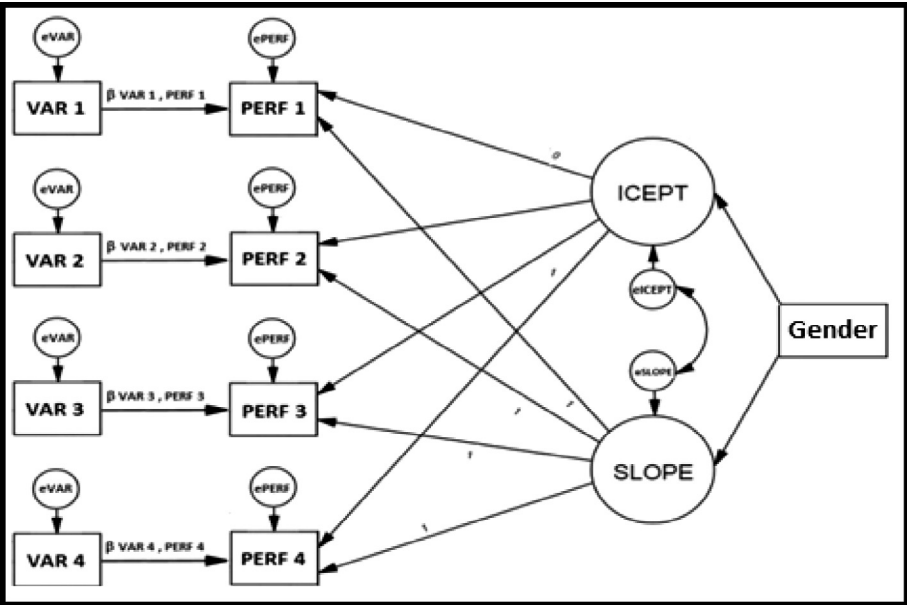 eVAR
ePERF
VAR 1
β VAR 1 , PERF 1
PERF 1
0
ICEPT
eVAR
ePERF
VAR 2
β VAR 2 , PERF 2
PERF 2
1
eICEPT
Gender
eVAR
ePERF
eSLOPE
VAR 3
β VAR 3 , PERF 3
PERF 3
1
1
1
SLOPE
eVAR
ePERF
1
VAR 4
β VAR 4 , PERF 4
PERF 4